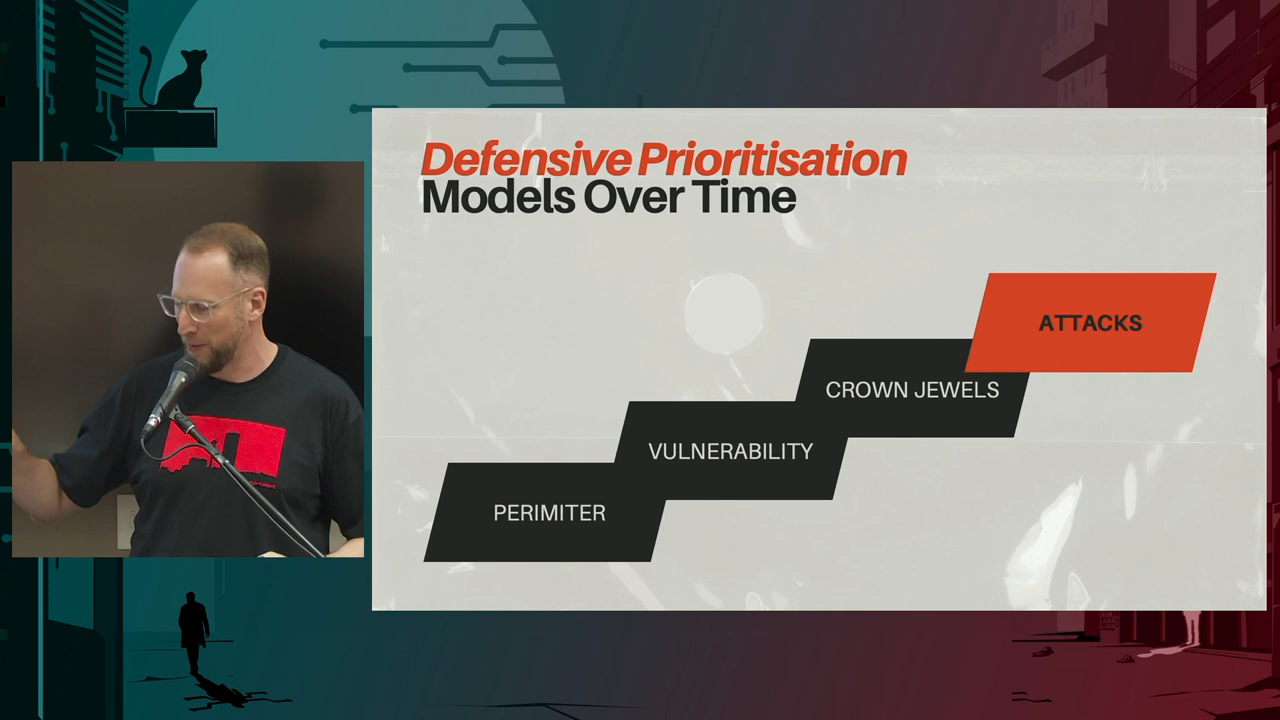 Defensive Prioritisation
Models Over Time
ATTACKS
CROWN JEWELS
VULNERABILITY
PERIMITER